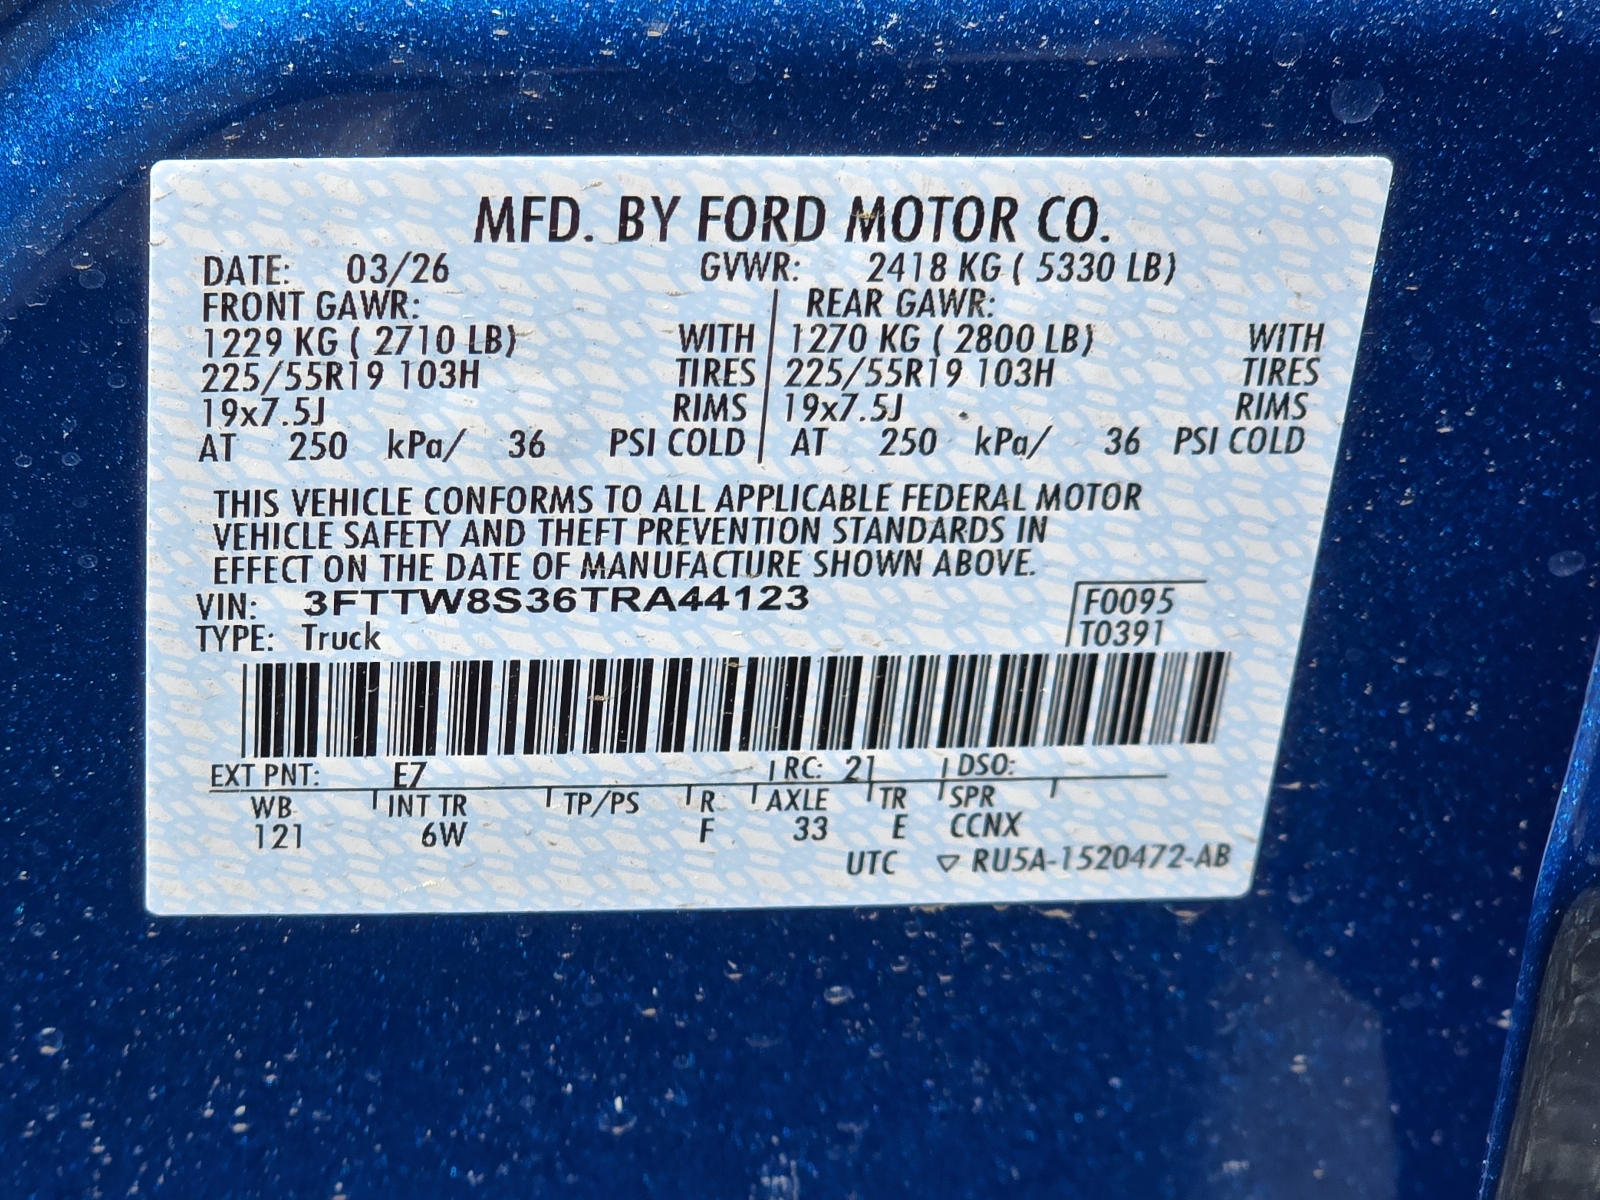 MFD. BY FORD MOTOR CO.
DATE: 03/26 GVWR: 2418 KG ( 5330 LB)
FRONT GAWR: REAR GAWR:
1229 KG ( 2710 LB) WITH 1270 KG ( 2800 LB) WITH
225/55R19 103H TIRES 225/55R19 103H TIRES
19x7.5J RIMS 19x7.5J RIMS
AT 250 kPa/ 36 PSI COLD AT 250 kPa/ 36 PSI COLD
THIS VEHICLE CONFORMS TO ALL APPLICABLE FEDERAL MOTOR
VEHICLE SAFETY AND THEFT PREVENTION STANDARDS IN
EFFECT ON THE DATE OF MANUFACTURE SHOWN ABOVE.
VIN: 3FTTW8S36TRA44123 F0095
TYPE: Truck T0391
EXT PNT: E7 RC: 21 DSO:
WB INT TR TP/PS R AXLE TR SPR
121 6W F 33 E CCNX
UTC ▽ RU5A-1520472-AB